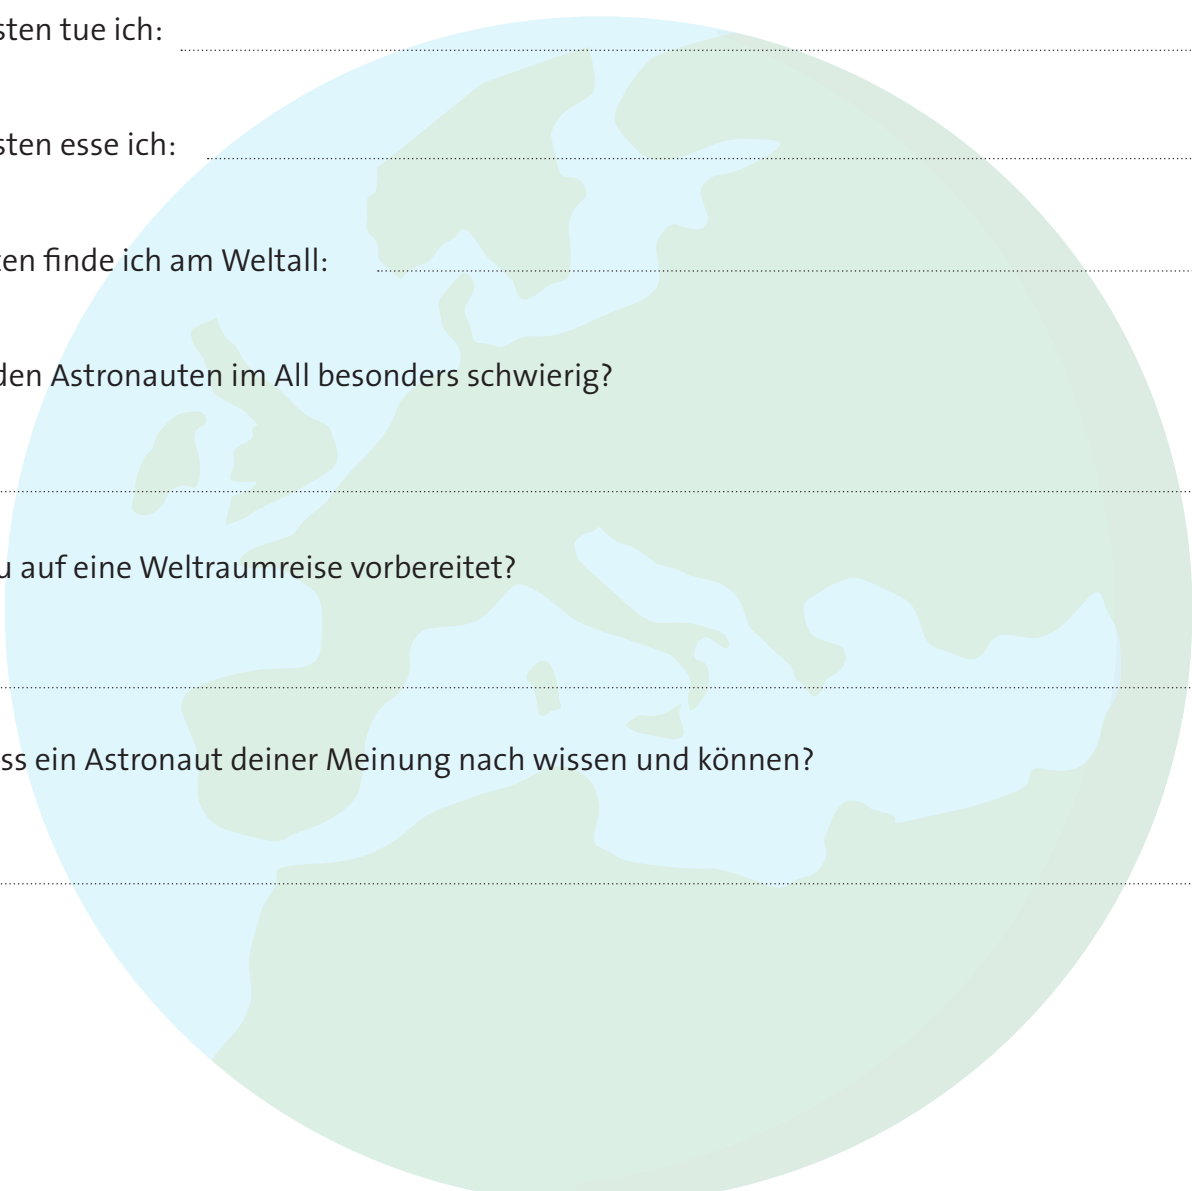 sten tue ich:
sten esse ich:
ten finde ich am Weltall:
den Astronauten im All besonders schwierig?
u auf eine Weltraumreise vorbereitet?
ss ein Astronaut deiner Meinung nach wissen und können?